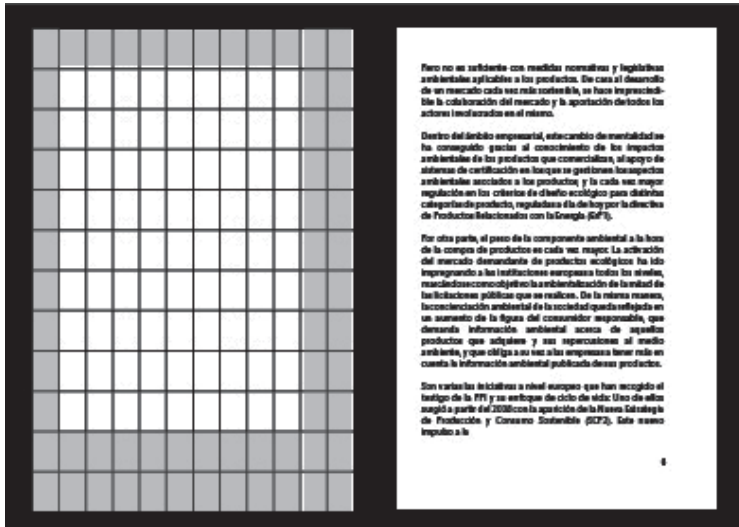 Pero no es suficiente con medidas normativas y legislativas
ambientales aplicables a los productos. De cara al desarrollo
de un mercado cada vez más sostenible, se hace imprescindi-
ble la colaboración del mercado y la aportación de todos los
actores involucrados en el mismo.
Dentro del ámbito empresarial, este cambio de mentalidad se
ha conseguido gracias al conocimiento de los impactos
ambientales de los productos que comercializan, al apoyo de
sistemas de certificación en los que se gestionen los aspectos
ambientales asociados a los productos; y la cada vez mayor
regulación en los criterios de diseño ecológico para distintas
categorías de producto, reguladas a día de hoy por la directiva
de Productos Relacionados con la Energía (ErP1).
Por otra parte, el peso de la componente ambiental a la hora
de la compra de productos es cada vez mayor. La activación
del mercado demandante de productos ecológicos ha ido
impregnando a las instituciones europeas a todos los niveles,
marcándose como objetivo la ambientalización de la mitad de
las licitaciones públicas que se realicen. De la misma manera,
la concienciación ambiental de la sociedad queda reflejada en
un aumento de la figura del consumidor responsable, que
demanda información ambiental acerca de aquellos
productos que adquiere y sus repercusiones al medio
ambiente, y que obliga a su vez a las empresas a tener más en
cuenta la información ambiental publicada de sus productos.
Son varias las iniciativas a nivel europeo que han recogido el
testigo de la PPI y su enfoque de ciclo de vida: Uno de ellos
surgió a partir del 2008 con la aparición de la Nueva Estrategia
de Producción y Consumo Sostenible (SCP2). Este nuevo
impulso a la
6